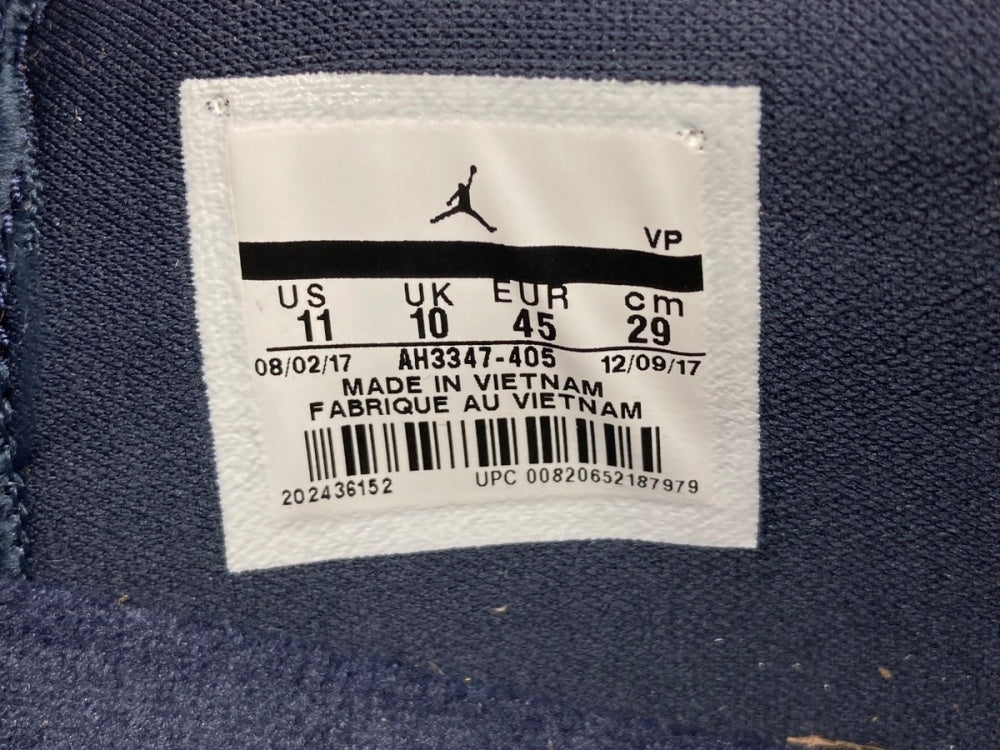 VP
US UK EUR cm
11 10 45 29
08/02/17 AH3347-405 12/09/17
MADE IN VIETNAM
FABRIQUE AU VIETNAM
202436152 UPC 00820652187979